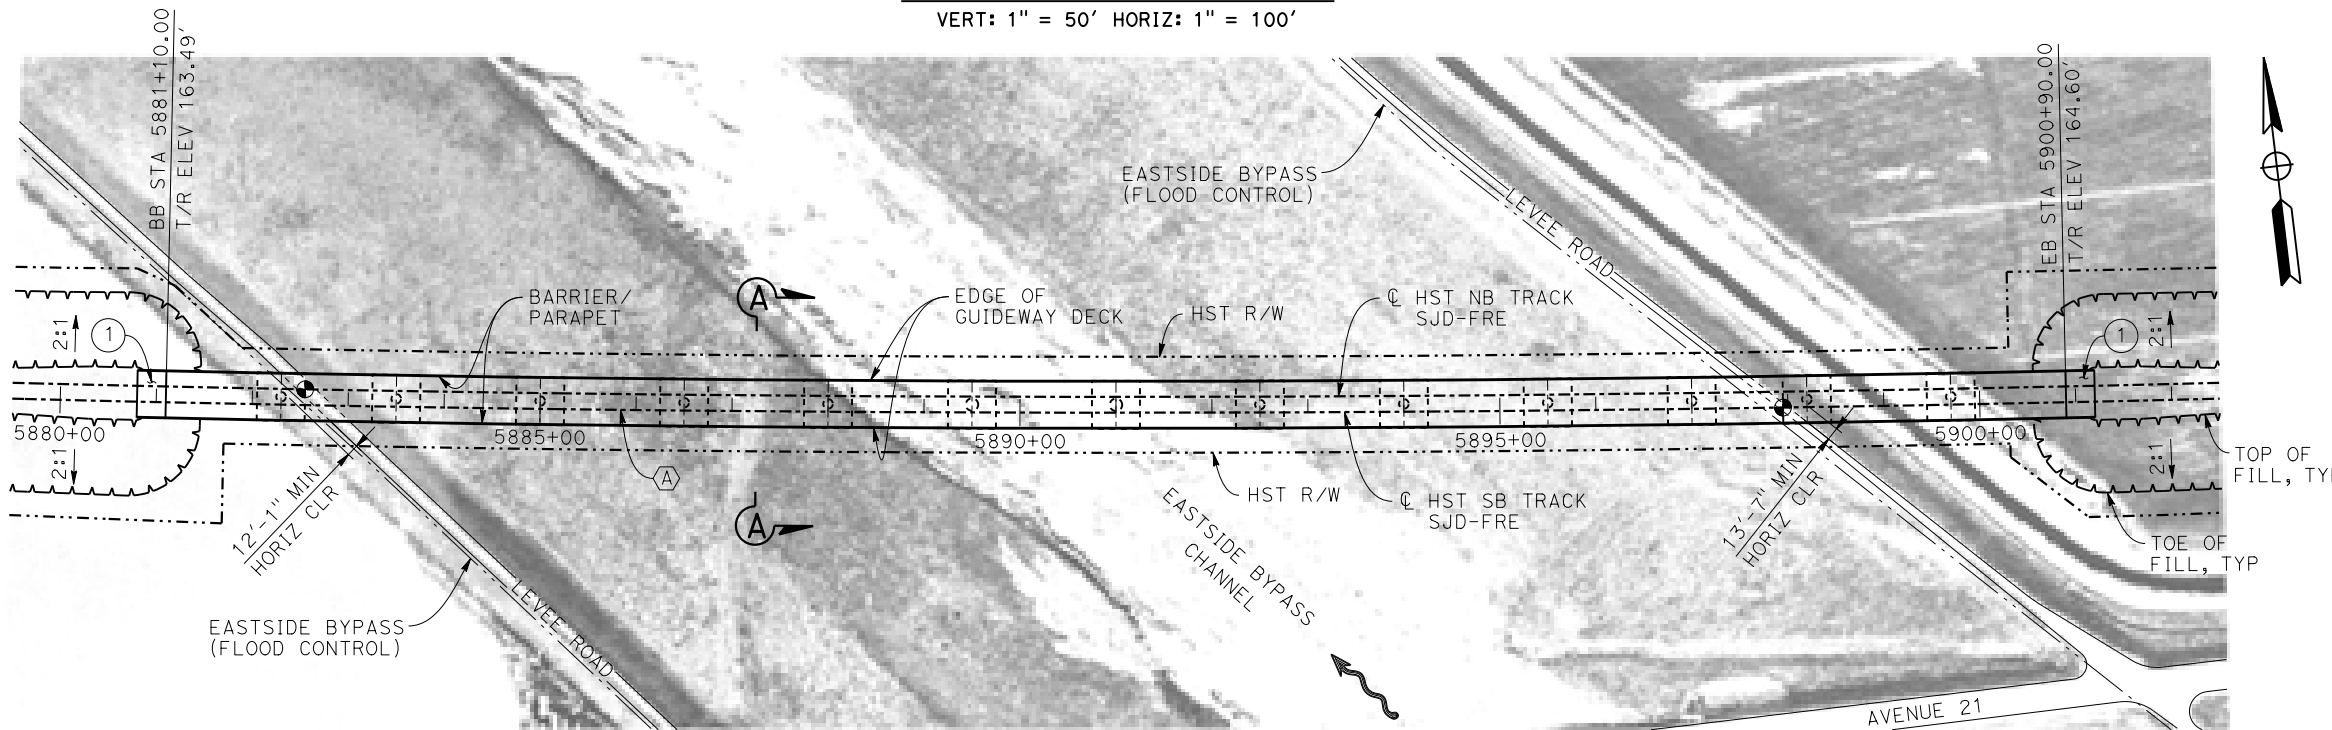 VERT: 1" = 50' HORIZ: 1" = 100'
BB STA 5881+10.00
T/R ELEV 163.49'
EB STA 5900+90.00
T/R ELEV 164.60'
EASTSIDE BYPASS
(FLOOD CONTROL)
LEVEE ROAD
BARRIER/
PARAPET
A
EDGE OF
GUIDEWAY DECK
HST R/W
℄ HST NB TRACK
SJD-FRE
2:1
1
2:1
1
5880+00
5885+00
5890+00
5895+00
5900+00
2:1
A
A
HST R/W
℄ HST SB TRACK
SJD-FRE
2:1
TOP OF
FILL, TYP
12'-1" MIN
HORIZ CLR
13'-7" MIN
HORIZ CLR
TOE OF
FILL, TYP
EASTSIDE BYPASS
CHANNEL
EASTSIDE BYPASS
(FLOOD CONTROL)
LEVEE ROAD
AVENUE 21